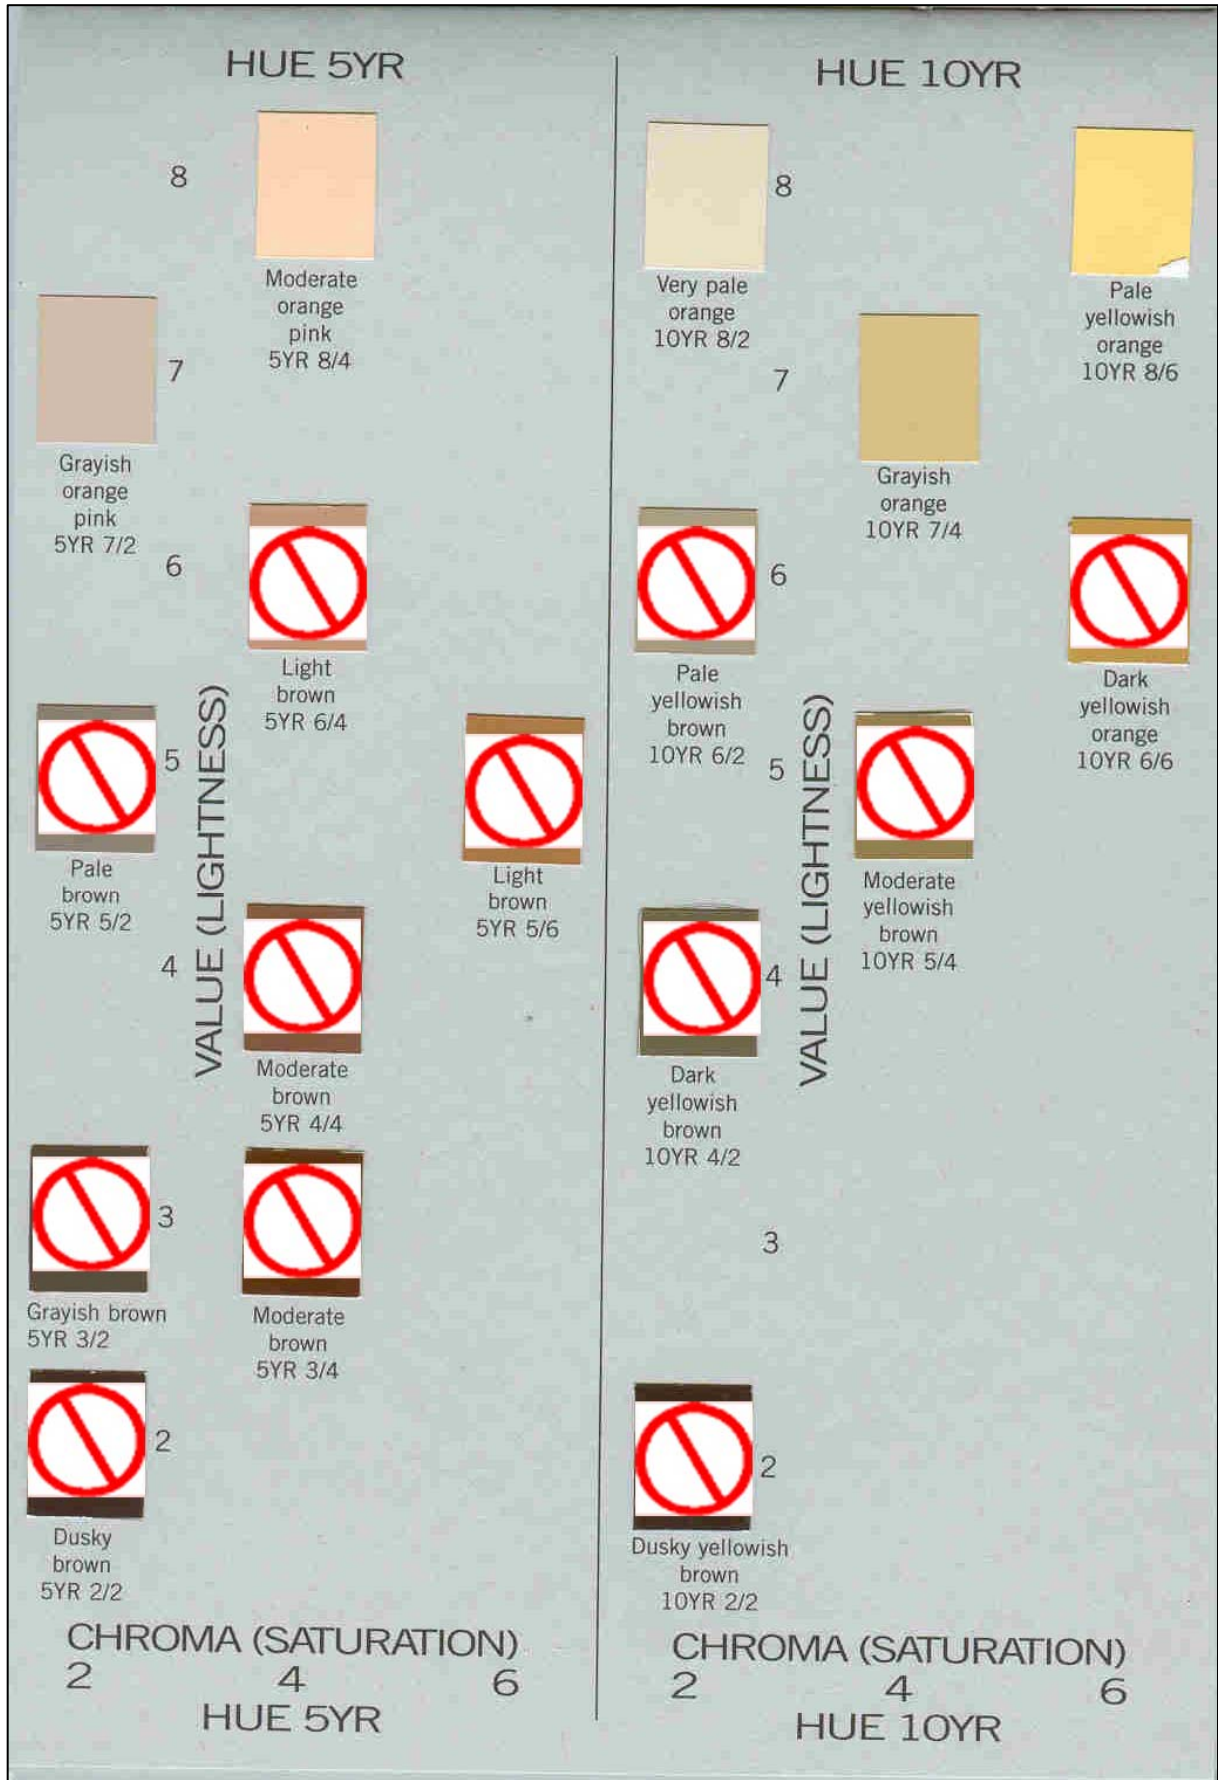 HUE 5YR
8
Moderate
orange
pink
5YR 8/4
7
Grayish
orange
pink
5YR 7/2
6
Light
brown
5YR 6/4
5
Pale
brown
5YR 5/2
Light
brown
5YR 5/6
VALUE (LIGHTNESS)
4
Moderate
brown
5YR 4/4
3
Grayish brown
5YR 3/2
Moderate
brown
5YR 3/4
2
Dusky
brown
5YR 2/2
CHROMA (SATURATION)
2 4 6
HUE 5YR
HUE 10YR
8
Very pale
orange
10YR 8/2
Pale
yellowish
orange
10YR 8/6
7
Grayish
orange
10YR 7/4
6
Pale
yellowish
brown
10YR 6/2
Dark
yellowish
orange
10YR 6/6
5
Moderate
yellowish
brown
10YR 5/4
VALUE (LIGHTNESS)
4
Dark
yellowish
brown
10YR 4/2
3
2
Dusky yellowish
brown
10YR 2/2
CHROMA (SATURATION)
2 4 6
HUE 10YR